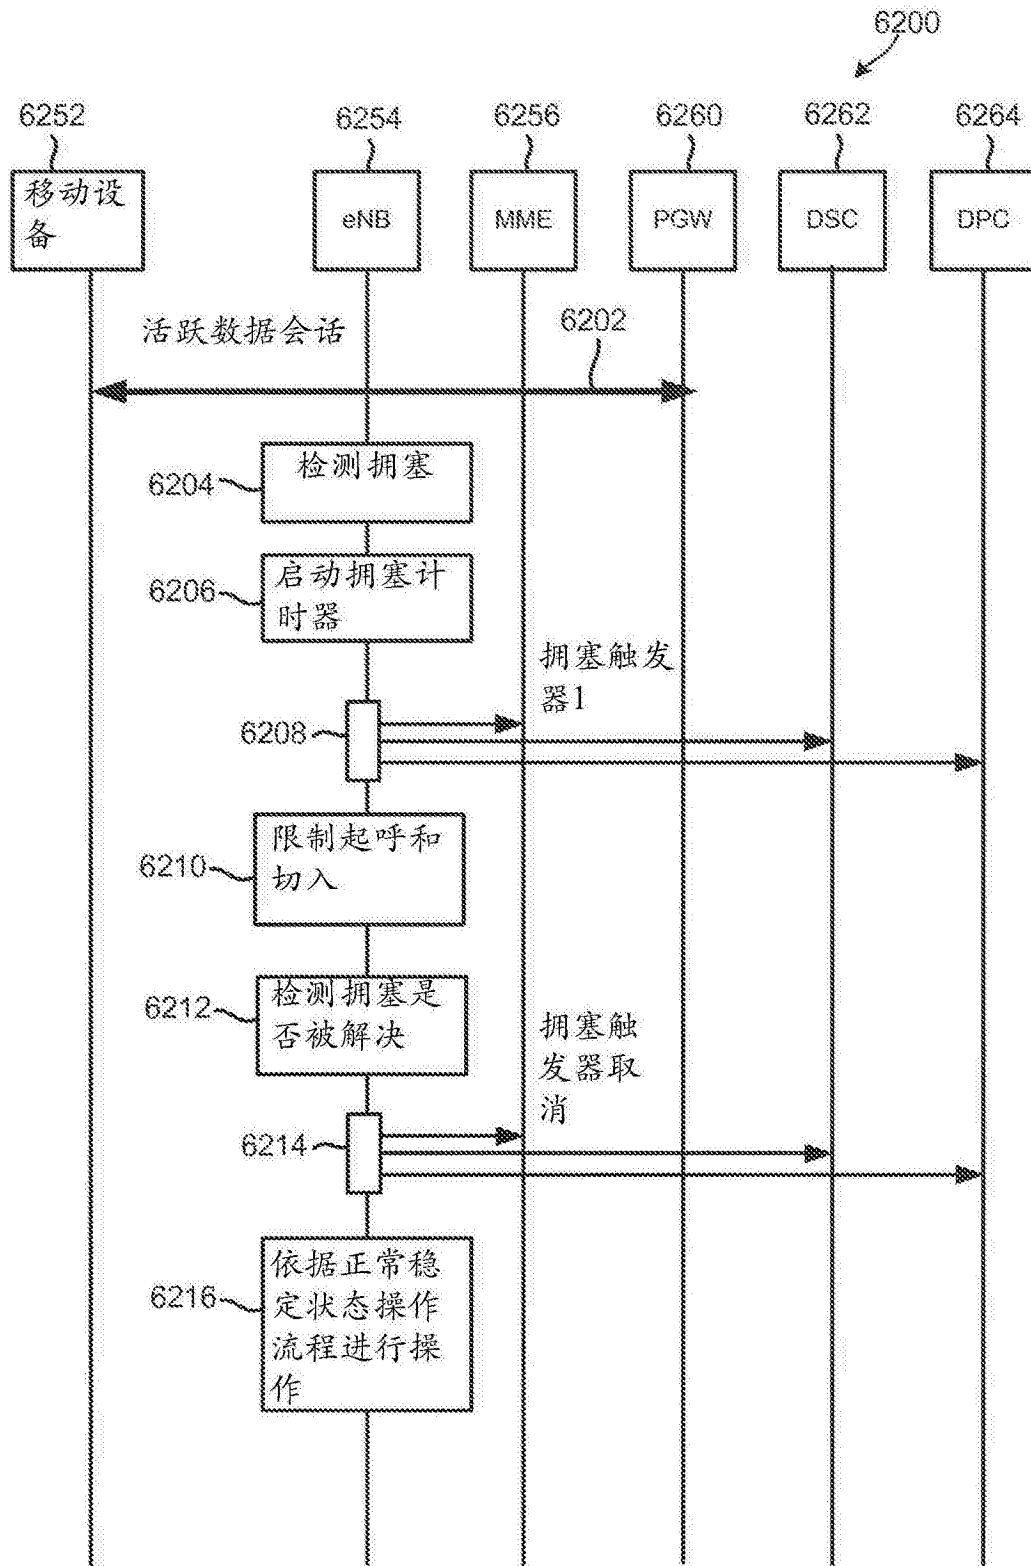 6200
6252
6254
6256
6260
6262
6264
移动设
备
eNB
MME
PGW
DSC
DPC
活跃数据会话
6202
检测拥塞
6204
启动拥塞计
时器
6206
拥塞触发
器1
6208
限制起呼和
切入
6210
检测拥塞是
否被解决
6212
拥塞触
发器取
消
6214
依据正常稳
定状态操作
流程进行操
作
6216